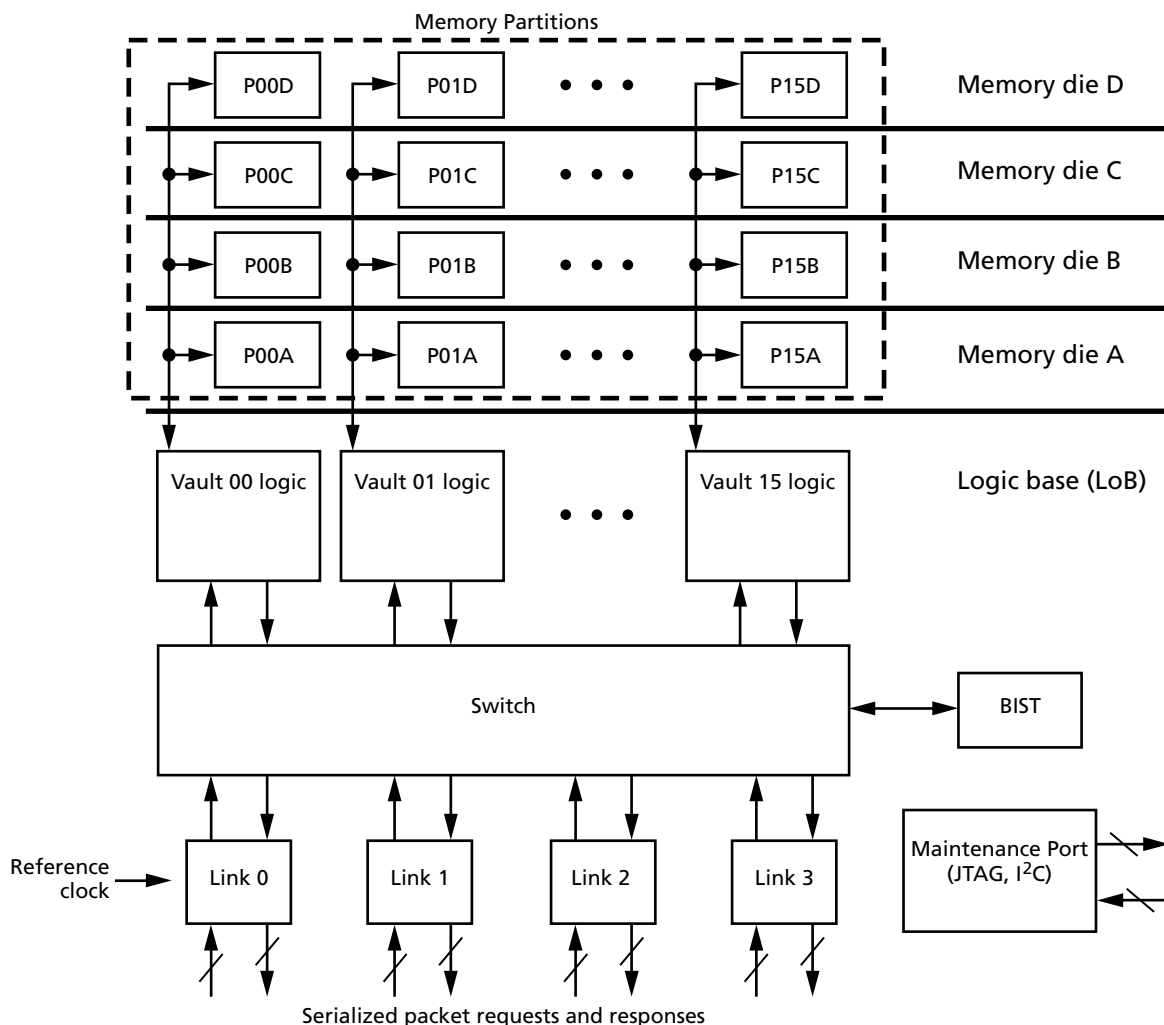 Memory Partitions
P00D P01D P15D Memory die D
P00C P01C P15C Memory die C
P00B P01B P15B Memory die B
P00A P01A P15A Memory die A
Vault 00 logic Vault 01 logic Vault 15 logic Logic base (LoB)
Switch BIST
Reference
clock
Link 0 Link 1 Link 2 Link 3
Maintenance Port
(JTAG, I²C)
Serialized packet requests and responses